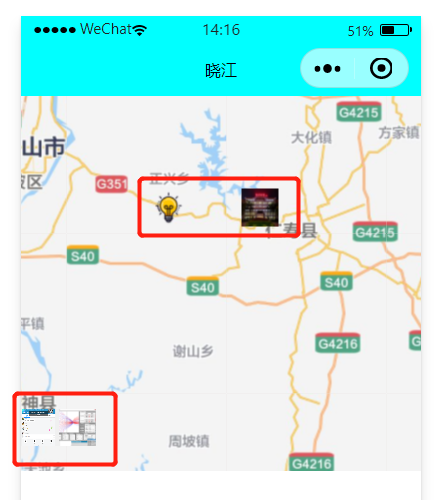 WeChat 14:16 51%
晓江
G4215
大化镇 方家镇
山市
坡区 G351 正兴乡
寿县 G4215
S40
S40 S40
平镇 G4216
谢山乡
神县
周坡镇
G4216